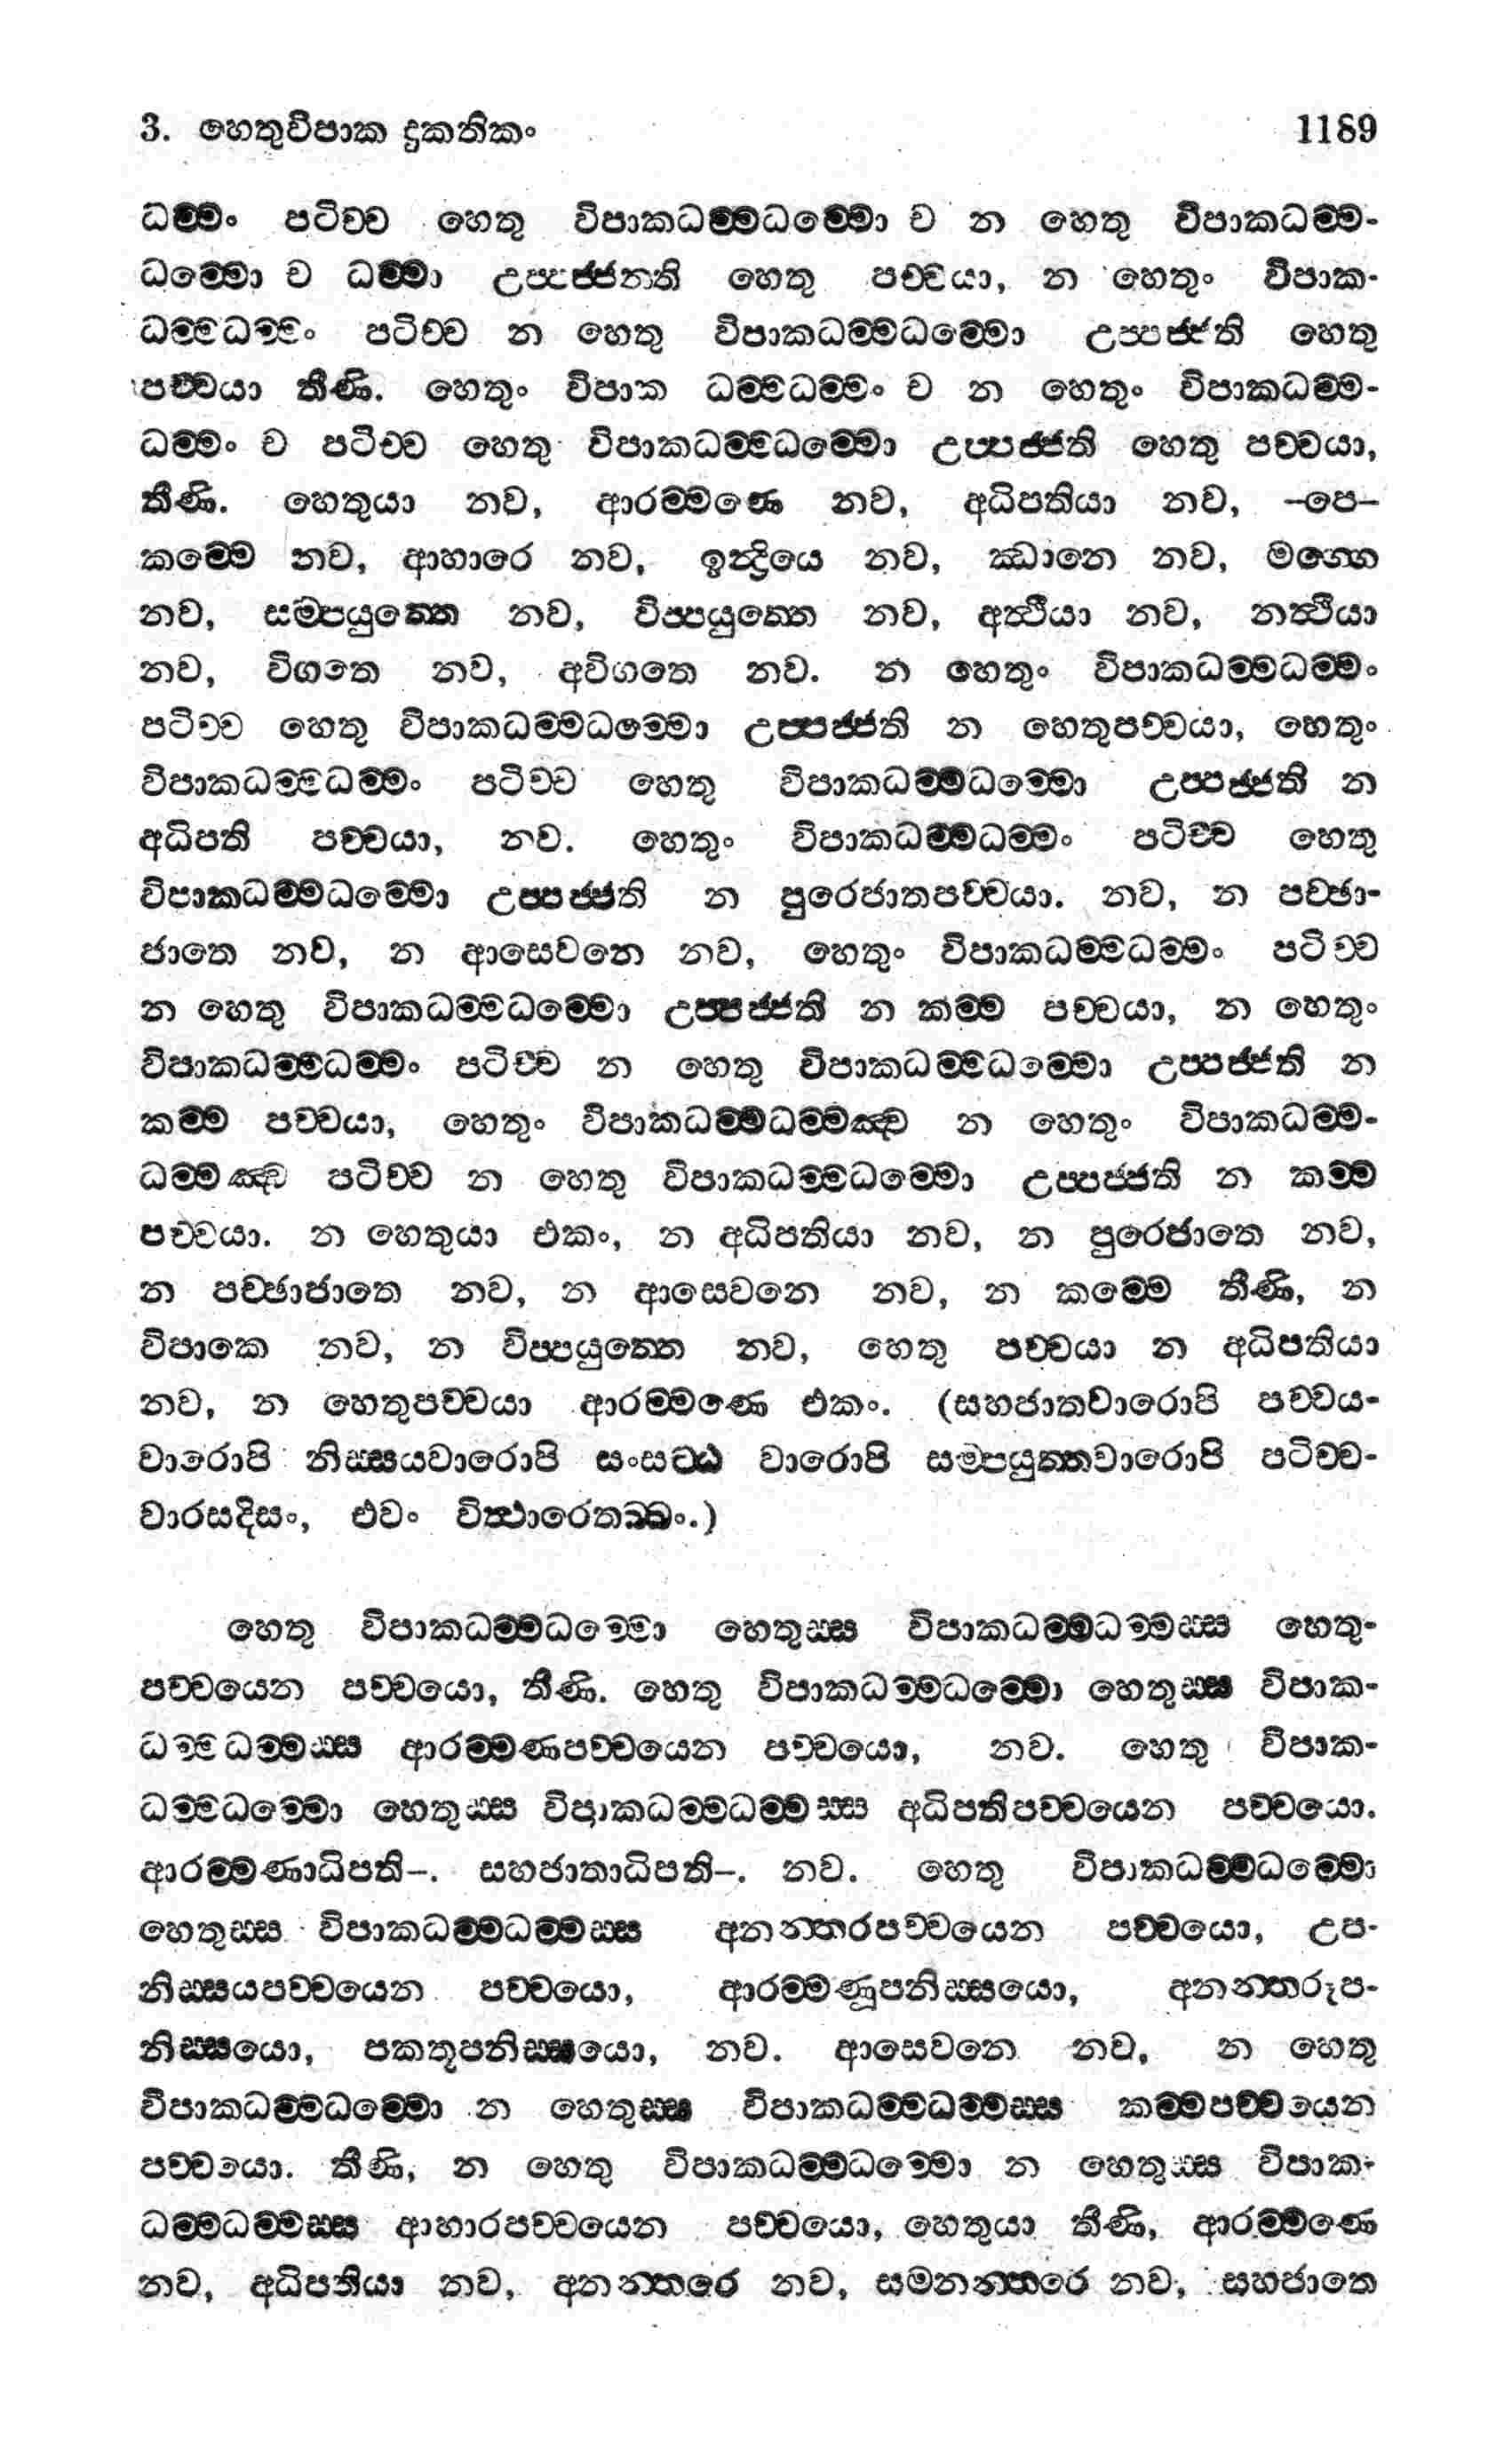 3. හෙතුවිපාක දුකතිකං 1189
ධම්මං පටිච්ච හෙතු විපාකධම්මධම්මො ච න හෙතු විපාකධම්ම-
ධම්මො ච ධම්මා උප්පජ්ජන්ති හෙතු පච්චයා, න හෙතුං විපාක-
ධම්මධම්මං පටිච්ච න හෙතු විපාකධම්මධම්මො උප්පජ්ජති හෙතු
පච්චයා තීණි. හෙතුං විපාක ධම්මධම්මං ච න හෙතුං විපාකධම්ම-
ධම්මං ච පටිච්ච හෙතු විපාකධම්මධම්මො උප්පජ්ජති හෙතු පච්චයා,
තීණි. හෙතුයා නව, ආරම්මණෙ නව, අධිපතියා නව, -පෙ-
කම්මෙ නව, ආහාරෙ නව, ඉන්ද්‍රියෙ නව, ඣානෙ නව, මග්ගෙ
නව, සම්පයුත්තෙ නව, විප්පයුත්තෙ නව, අත්ථියා නව, නත්ථියා
නව, විගතෙ නව, අවිගතෙ නව. න හෙතුං විපාකධම්මධම්මං
පටිච්ච හෙතු විපාකධම්මධම්මො උප්පජ්ජති න හෙතුපච්චයා, හෙතුං
විපාකධම්මධම්මං පටිච්ච හෙතු විපාකධම්මධම්මො උප්පජ්ජති න
අධිපති පච්චයා, නව. හෙතුං විපාකධම්මධම්මං පටිච්ච හෙතු
විපාකධම්මධම්මො උප්පජ්ජති න පුරෙජාතපච්චයා. නව, න පච්ඡා-
ජාතෙ නව, න ආසෙවනෙ නව, හෙතුං විපාකධම්මධම්මං පටිච්ච
න හෙතු විපාකධම්මධම්මො උප්පජ්ජති න කම්ම පච්චයා, න හෙතුං
විපාකධම්මධම්මං පටිච්ච න හෙතු විපාකධම්මධම්මො උප්පජ්ජති න
කම්ම පච්චයා, හෙතුං විපාකධම්මධම්මඤ්ච න හෙතුං විපාකධම්ම-
ධම්මඤ්ච පටිච්ච න හෙතු විපාකධම්මධම්මො උප්පජ්ජති න කම්ම
පච්චයා. න හෙතුයා එකං, න අධිපතියා නව, න පුරෙජාතෙ නව,
න පච්ඡාජාතෙ නව, න ආසෙවනෙ නව, න කම්මෙ තීණි, න
විපාකෙ නව, න විප්පයුත්තෙ නව, හෙතු පච්චයා න අධිපතියා
නව, න හෙතුපච්චයා ආරම්මණෙ එකං. (සහජාතවාරොපි පච්චය-
වාරොපි නිස්සයවාරොපි සංසට්ඨ වාරොපි සම්පයුත්තවාරොපි පටිච්ච-
වාරසදිසං, එවං විත්ථාරෙතබ්බං.)
හෙතු විපාකධම්මධම්මො හෙතුස්ස විපාකධම්මධම්මස්ස හෙතු-
පච්චයෙන පච්චයො, තීණි. හෙතු විපාකධම්මධම්මො හෙතුස්ස විපාක-
ධම්මධම්මස්ස ආරම්මණපච්චයෙන පච්චයො, නව. හෙතු විපාක-
ධම්මධම්මො හෙතුස්ස විපාකධම්මධම්මස්ස අධිපතිපච්චයෙන පච්චයො.
ආරම්මණාධිපති-. සහජාතාධිපති-. නව. හෙතු විපාකධම්මධම්මො
හෙතුස්ස විපාකධම්මධම්මස්ස අනන්තරපච්චයෙන පච්චයො, උප-
නිස්සයපච්චයෙන පච්චයො, ආරම්මණූපනිස්සයො, අනන්තරූප-
නිස්සයො, පකතූපනිස්සයො, නව. ආසෙවනෙ නව, න හෙතු
විපාකධම්මධම්මො න හෙතුස්ස විපාකධම්මධම්මස්ස කම්මපච්චයෙන
පච්චයො. තීණි, න හෙතු විපාකධම්මධම්මො න හෙතුස්ස විපාක-
ධම්මධම්මස්ස ආහාරපච්චයෙන පච්චයො, හෙතුයා තීණි, ආරම්මණෙ
නව, අධිපතියා නව, අනන්තරෙ නව, සමනන්තරෙ නව, සහජාතෙ